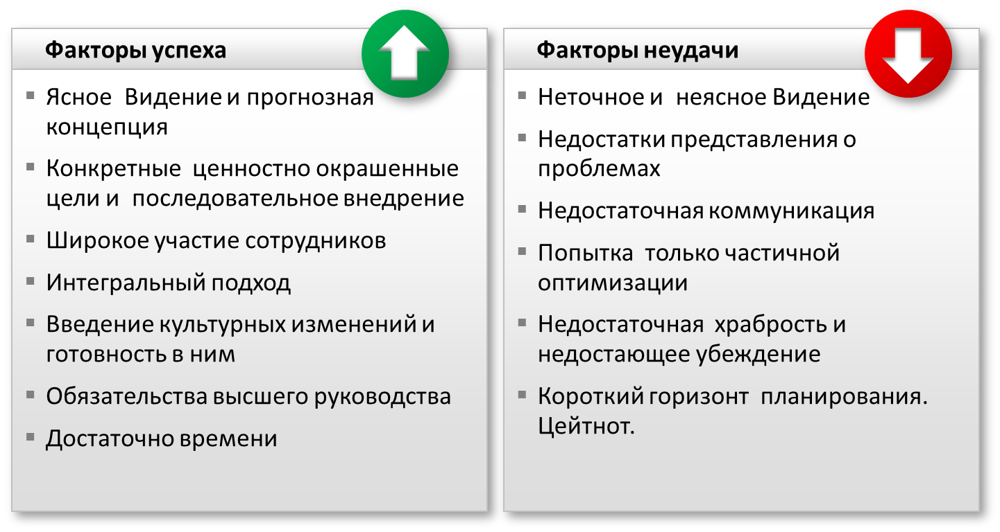 Факторы успеха
Ясное Видение и прогнозная
концепция
Конкретные ценностно окрашенные
цели и последовательное внедрение
Широкое участие сотрудников
Интегральный подход
Введение культурных изменений и
готовность в ним
Обязательства высшего руководства
Достаточно времени
Факторы неудачи
Неточное и неясное Видение
Недостатки представления о
проблемах
Недостаточная коммуникация
Попытка только частичной
оптимизации
Недостаточная храбрость и
недостающее убеждение
Короткий горизонт планирования.
Цейтнот.